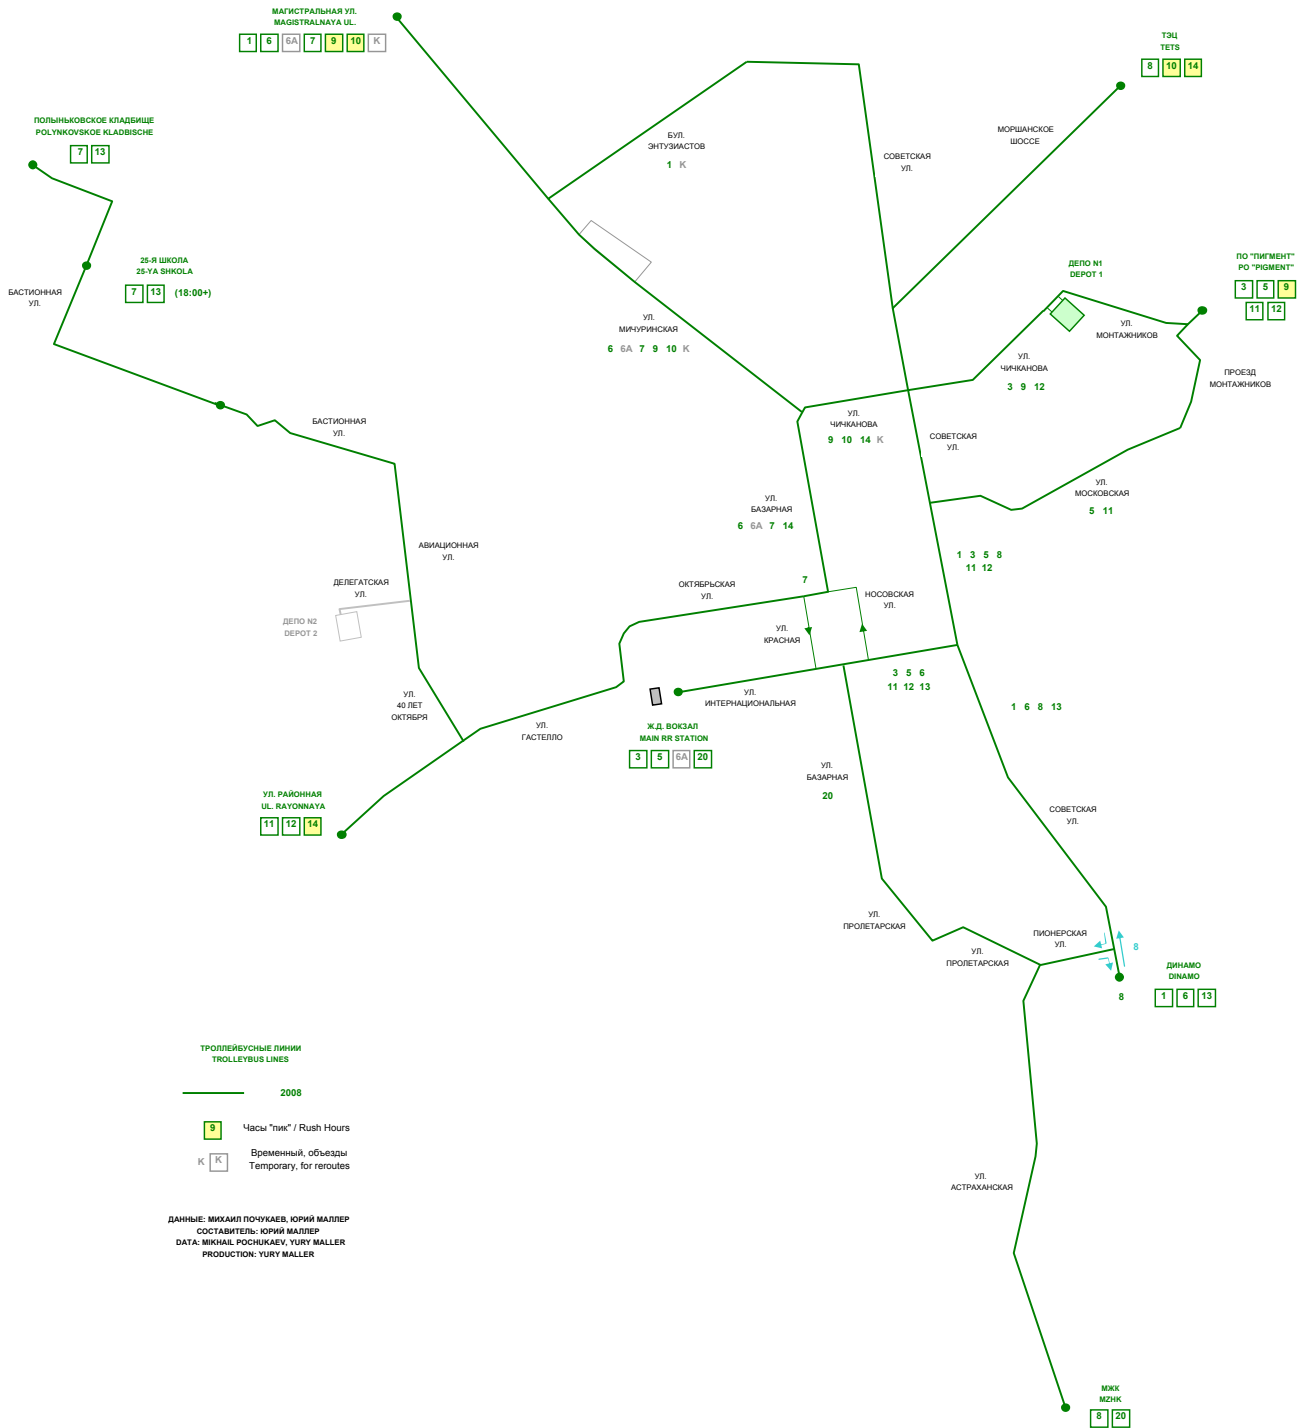 МАГИСТРАЛЬНАЯ УЛ.
MAGISTRALNAYA UL.
1 6 6A 7 9 10 K
ТЭЦ
TETS
8 10 14
ПОЛЫНЬКОВСКОЕ КЛАДБИЩЕ
POLYNKOVSKOE KLADBISCHE
7 13
БУЛ.
ЭНТУЗИАСТОВ
1 K
СОВЕТСКАЯ
УЛ.
МОРШАНСКОЕ
ШОССЕ
25-Я ШКОЛА
25-YA SHKOLA
7 13 (18:00+)
БАСТИОННАЯ
УЛ.
ДЕПО N1
DEPOT 1
ПО "ПИГМЕНТ"
PO "PIGMENT"
3 5 9
11 12
УЛ.
МОНТАЖНИКОВ
УЛ.
МИЧУРИНСКАЯ
6 6A 7 9 10 K
УЛ.
ЧИЧКАНОВА
3 9 12
ПРОЕЗД
МОНТАЖНИКОВ
БАСТИОННАЯ
УЛ.
УЛ.
ЧИЧКАНОВА
9 10 14 K
СОВЕТСКАЯ
УЛ.
УЛ.
МОСКОВСКАЯ
5 11
УЛ.
БАЗАРНАЯ
6 6A 7 14
АВИАЦИОННАЯ
УЛ.
1 3 5 8
11 12
ДЕЛЕГАТСКАЯ
УЛ.
ОКТЯБРЬСКАЯ
УЛ.
7
НОСОВСКАЯ
УЛ.
ДЕПО N2
DEPOT 2
УЛ.
КРАСНАЯ
3 5 6
11 12 13
УЛ.
40 ЛЕТ
ОКТЯБРЯ
УЛ.
ИНТЕРНАЦИОНАЛЬНАЯ
1 6 8 13
УЛ.
ГАСТЕЛЛО
Ж.Д. ВОКЗАЛ
MAIN RR STATION
3 5 6A 20
УЛ.
БАЗАРНАЯ
20
УЛ. РАЙОННАЯ
UL. RAYONNAYA
11 12 14
СОВЕТСКАЯ
УЛ.
УЛ.
ПРОЛЕТАРСКАЯ
ПИОНЕРСКАЯ
УЛ.
8
УЛ.
ПРОЛЕТАРСКАЯ
ДИНАМО
DINAMO
8
1 6 13
ТРОЛЛЕЙБУСНЫЕ ЛИНИИ
TROLLEYBUS LINES
2008
9 Часы "пик" / Rush Hours
K K Временный, объезды
Temporary, for reroutes
УЛ.
АСТРАХАНСКАЯ
ДАННЫЕ: МИХАИЛ ПОЧУКАЕВ, ЮРИЙ МАЛЛЕР
СОСТАВИТЕЛЬ: ЮРИЙ МАЛЛЕР
DATA: MIKHAIL POCHUKAEV, YURY MALLER
PRODUCTION: YURY MALLER
МЖК
MZHK
8 20